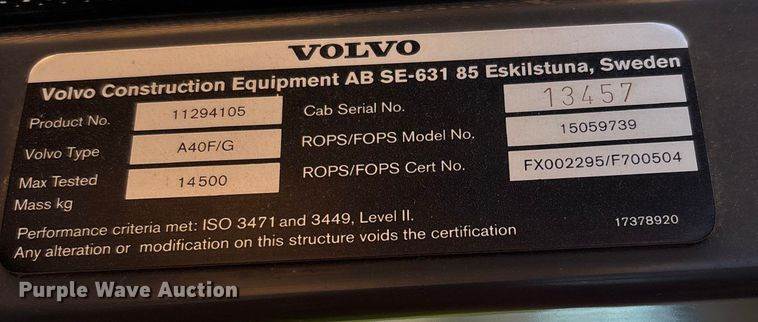 VOLVO
Volvo Construction Equipment AB SE-631 85 Eskilstuna, Sweden
Product No. 11294105 Cab Serial No. 13457
Volvo Type A40F/G ROPS/FOPS Model No. 15059739
Max Tested Mass kg 14500 ROPS/FOPS Cert No. FX002295/F700504
Performance criteria met: ISO 3471 and 3449, Level II.
Any alteration or modification on this structure voids the certification 17378920
Purple Wave Auction